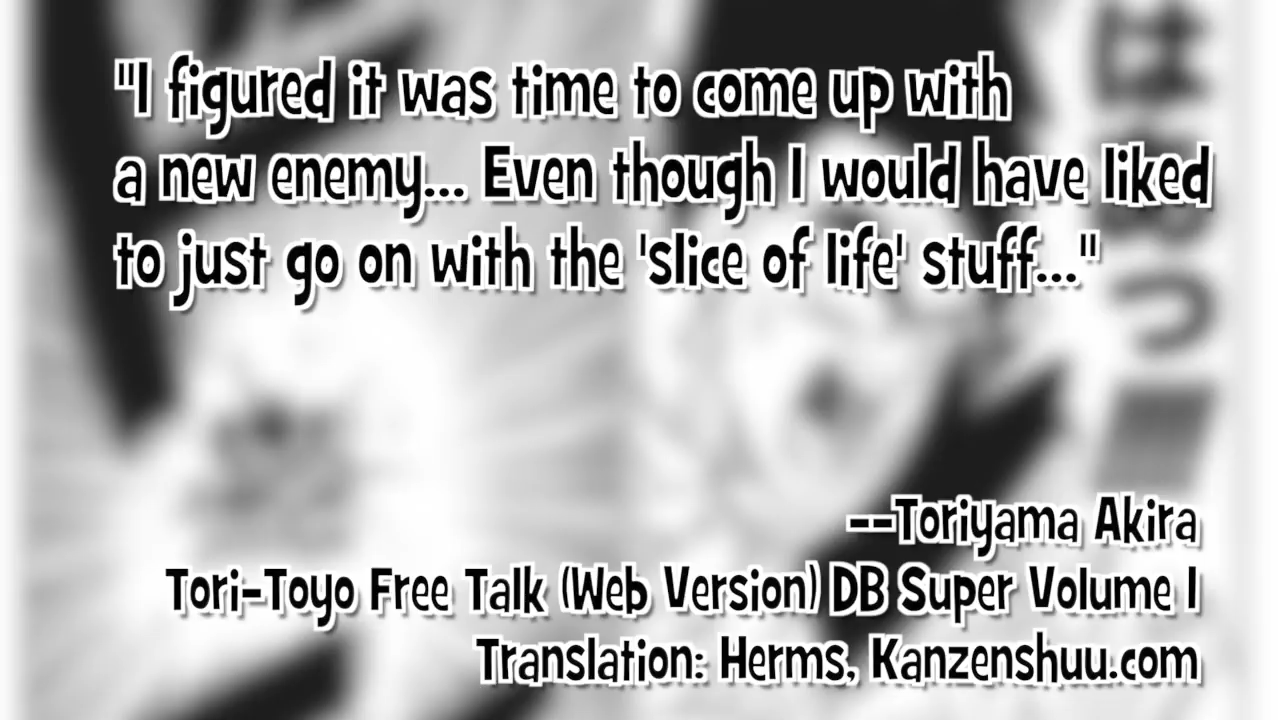 "I figured it was time to come up with
a new enemy... Even though I would have liked
to just go on with the 'slice of life' stuff..."
--Toriyama Akira
Tori-Toyo Free Talk (Web Version) DB Super Volume 1
Translation: Herms, Kanzenshuu.com